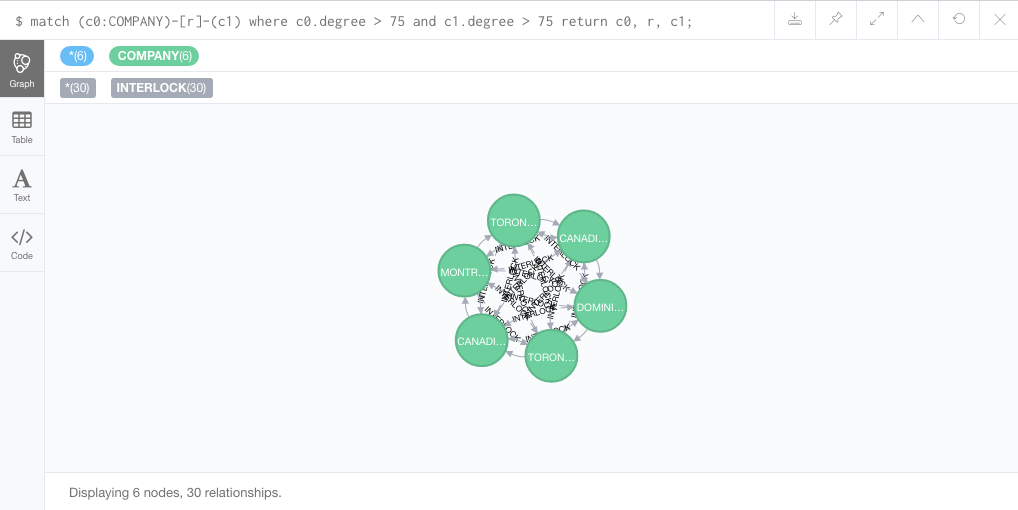 $ match (c0:COMPANY)-[r]-(c1) where c0.degree > 75 and c1.degree > 75 return c0, r, c1;
Graph
*(6) COMPANY(6)
*(30) INTERLOCK(30)
Table
Text
Code
TORON...
CANADI...
MONTR...
DOMINI...
CANADI...
TORON...
INTERLOCK
Displaying 6 nodes, 30 relationships.